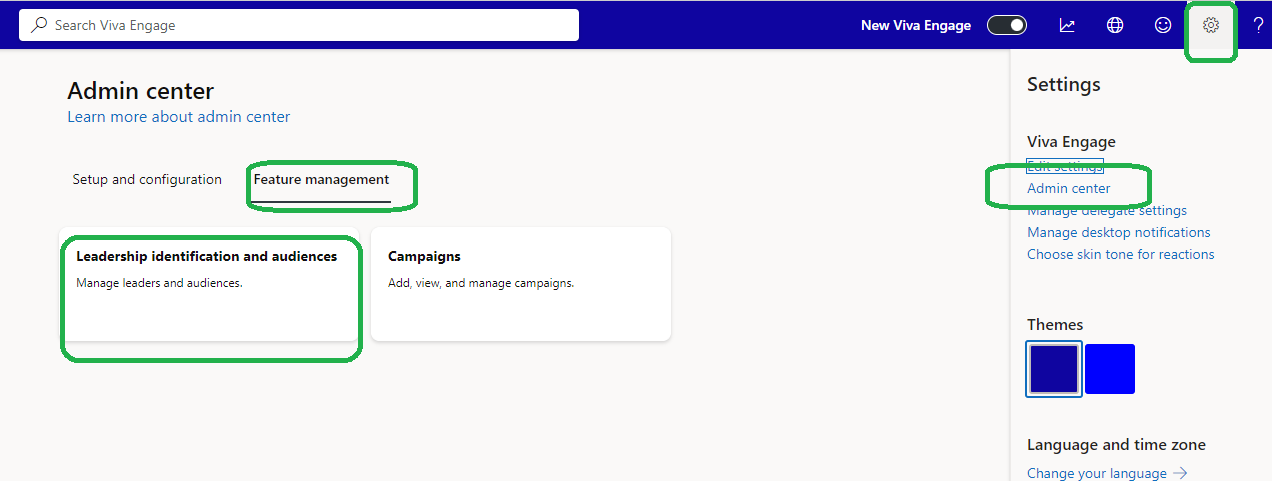 Search Viva Engage
New Viva Engage
?
Admin center
Learn more about admin center
Setup and configuration
Feature management
Leadership identification and audiences
Manage leaders and audiences.
Campaigns
Add, view, and manage campaigns.
Settings
Viva Engage
Edit settings
Admin center
Manage delegate settings
Manage desktop notifications
Choose skin tone for reactions
Themes
Language and time zone
Change your language →